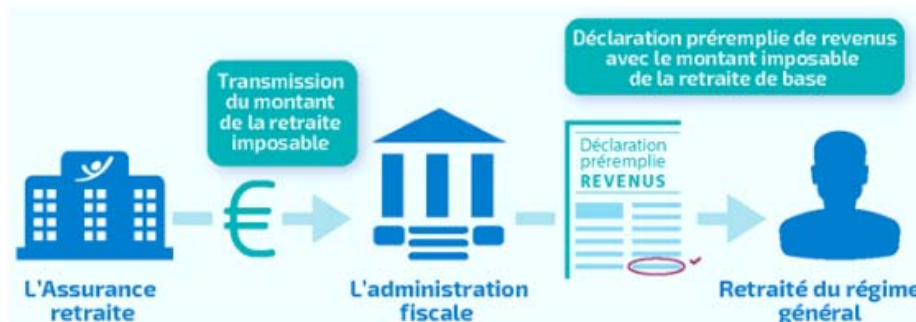 Transmission
du montant
de la retraite
imposable
Déclaration préremplie de revenus
avec le montant imposable
de la retraite de base
Déclaration
préremplie
REVENUS
€
L'Assurance
retraite
L'administration
fiscale
Retraité du régime
général